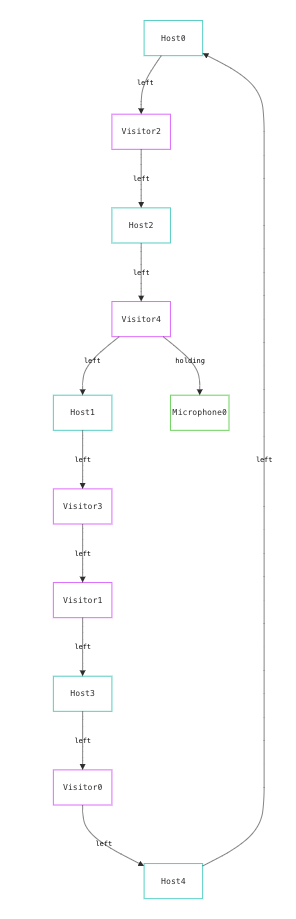 Host0
left
Visitor2
left
Host2
left
Visitor4
left
holding
Host1
Microphone0
left
left
Visitor3
left
Visitor1
left
Host3
left
Visitor0
left
Host4